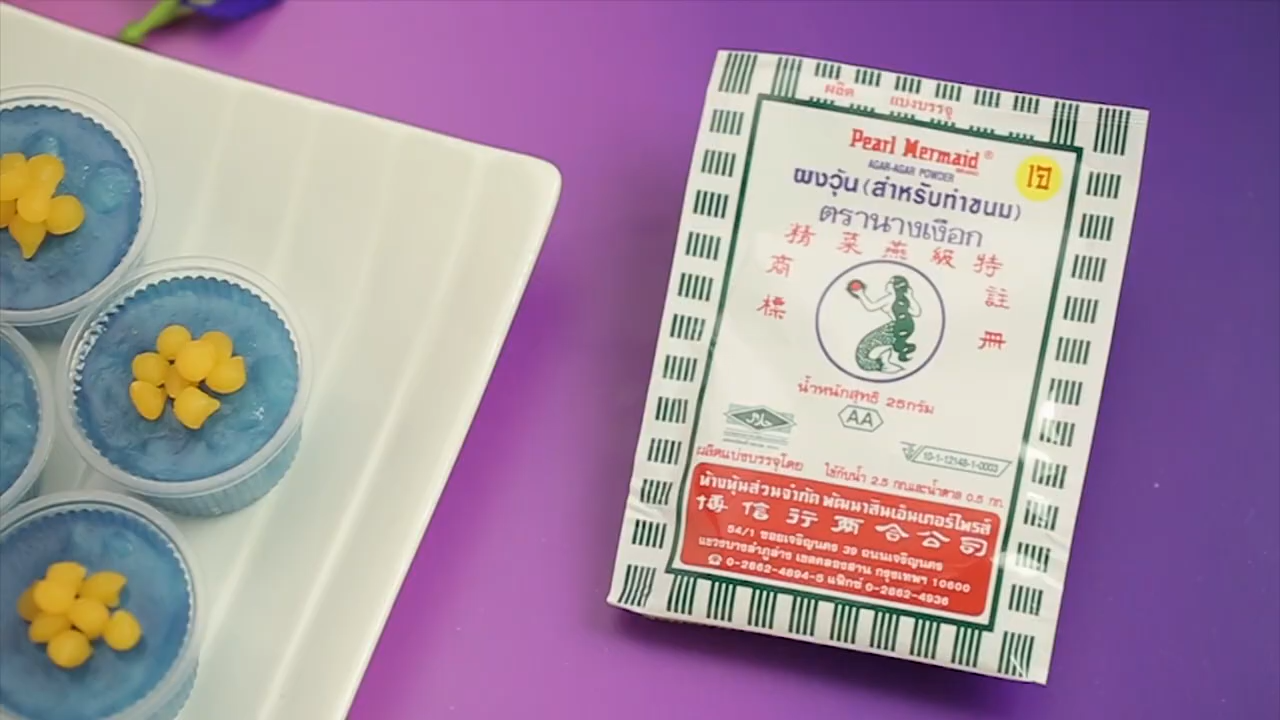 ผลิต แบ่งบรรจุ
Pearl Mermaid®
BRAND
AGAR-AGAR POWDER
เจ
ผงวุ้น (สำหรับทำขนม)
ตรานางเงือก
精菜燕級特
商 註
標 冊
น้ำหนักสุทธิ 25กรัม
AA
10-1-12148-1-0003
ผลิตแบ่งบรรจุโดย ใช้กับน้ำ 2.5 กก.และน้ำตาล 0.5 กก.
ห้างหุ้นส่วนจำกัด พัฒนาสินเอ็นเตอร์ไพรส์
博信行兩合公司
54/1 ซอยเจริญนคร 39 ถนนเจริญนคร
แขวงบางลำภูล่าง เขตคลองสาน กรุงเทพฯ 10600
☎ 0-2862-4894-5 แฟ็กซ์ 0-2862-4936